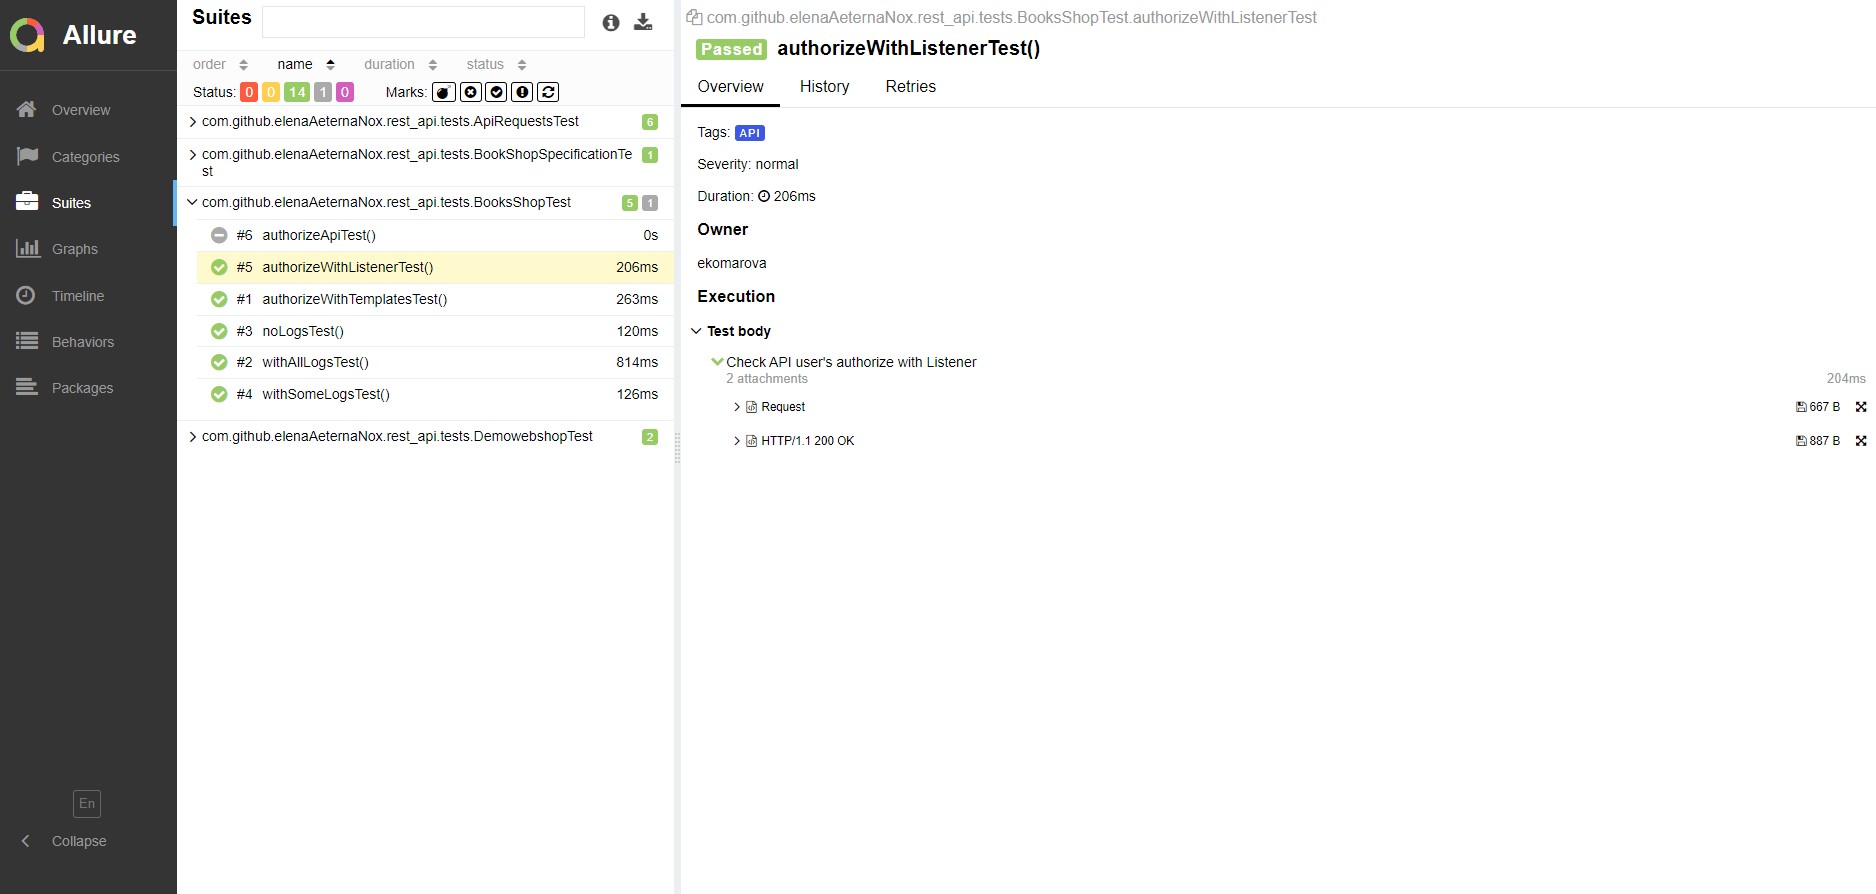 Allure
Overview
Categories
Suites
Graphs
Timeline
Behaviors
Packages
En
Collapse
Suites
order name duration status
Status: 0 0 14 1 0 Marks:
com.github.elenaAeternaNox.rest_api.tests.ApiRequestsTest 6
com.github.elenaAeternaNox.rest_api.tests.BookShopSpecificationTe 1
st
com.github.elenaAeternaNox.rest_api.tests.BooksShopTest 5 1
#6 authorizeApiTest() 0s
#5 authorizeWithListenerTest() 206ms
#1 authorizeWithTemplatesTest() 263ms
#3 noLogsTest() 120ms
#2 withAllLogsTest() 814ms
#4 withSomeLogsTest() 126ms
com.github.elenaAeternaNox.rest_api.tests.DemowebshopTest 2
com.github.elenaAeternaNox.rest_api.tests.BooksShopTest.authorizeWithListenerTest
Passed authorizeWithListenerTest()
Overview History Retries
Tags: API
Severity: normal
Duration: 206ms
Owner
ekomarova
Execution
Test body
Check API user's authorize with Listener
2 attachments 204ms
Request 667 B
HTTP/1.1 200 OK 887 B